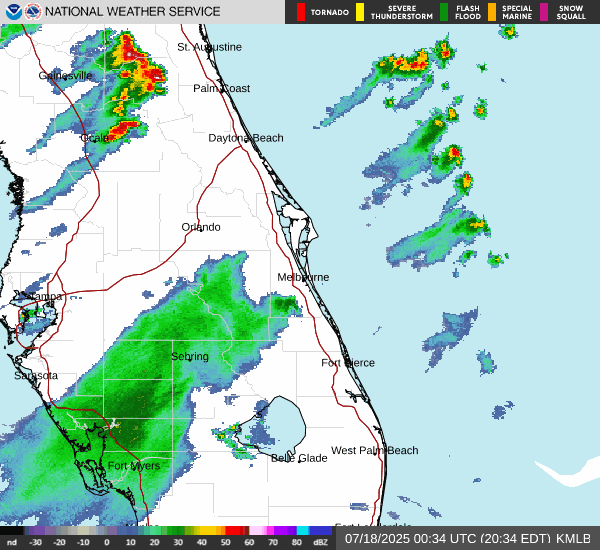 NATIONAL WEATHER SERVICE
TORNADO
SEVERE THUNDERSTORM
FLASH FLOOD
SPECIAL MARINE
SNOW SQUALL
St. Augustine
Gainesville
Palm Coast
Ocala
Daytona Beach
Orlando
Melbourne
Tampa
Sebring
Fort Pierce
Sarasota
West Palm Beach
Belle Glade
Fort Myers
nd -30 -20 -10 0 10 20 30 40 50 60 70 80 dBZ
07/18/2025 00:34 UTC (20:34 EDT) KMLB